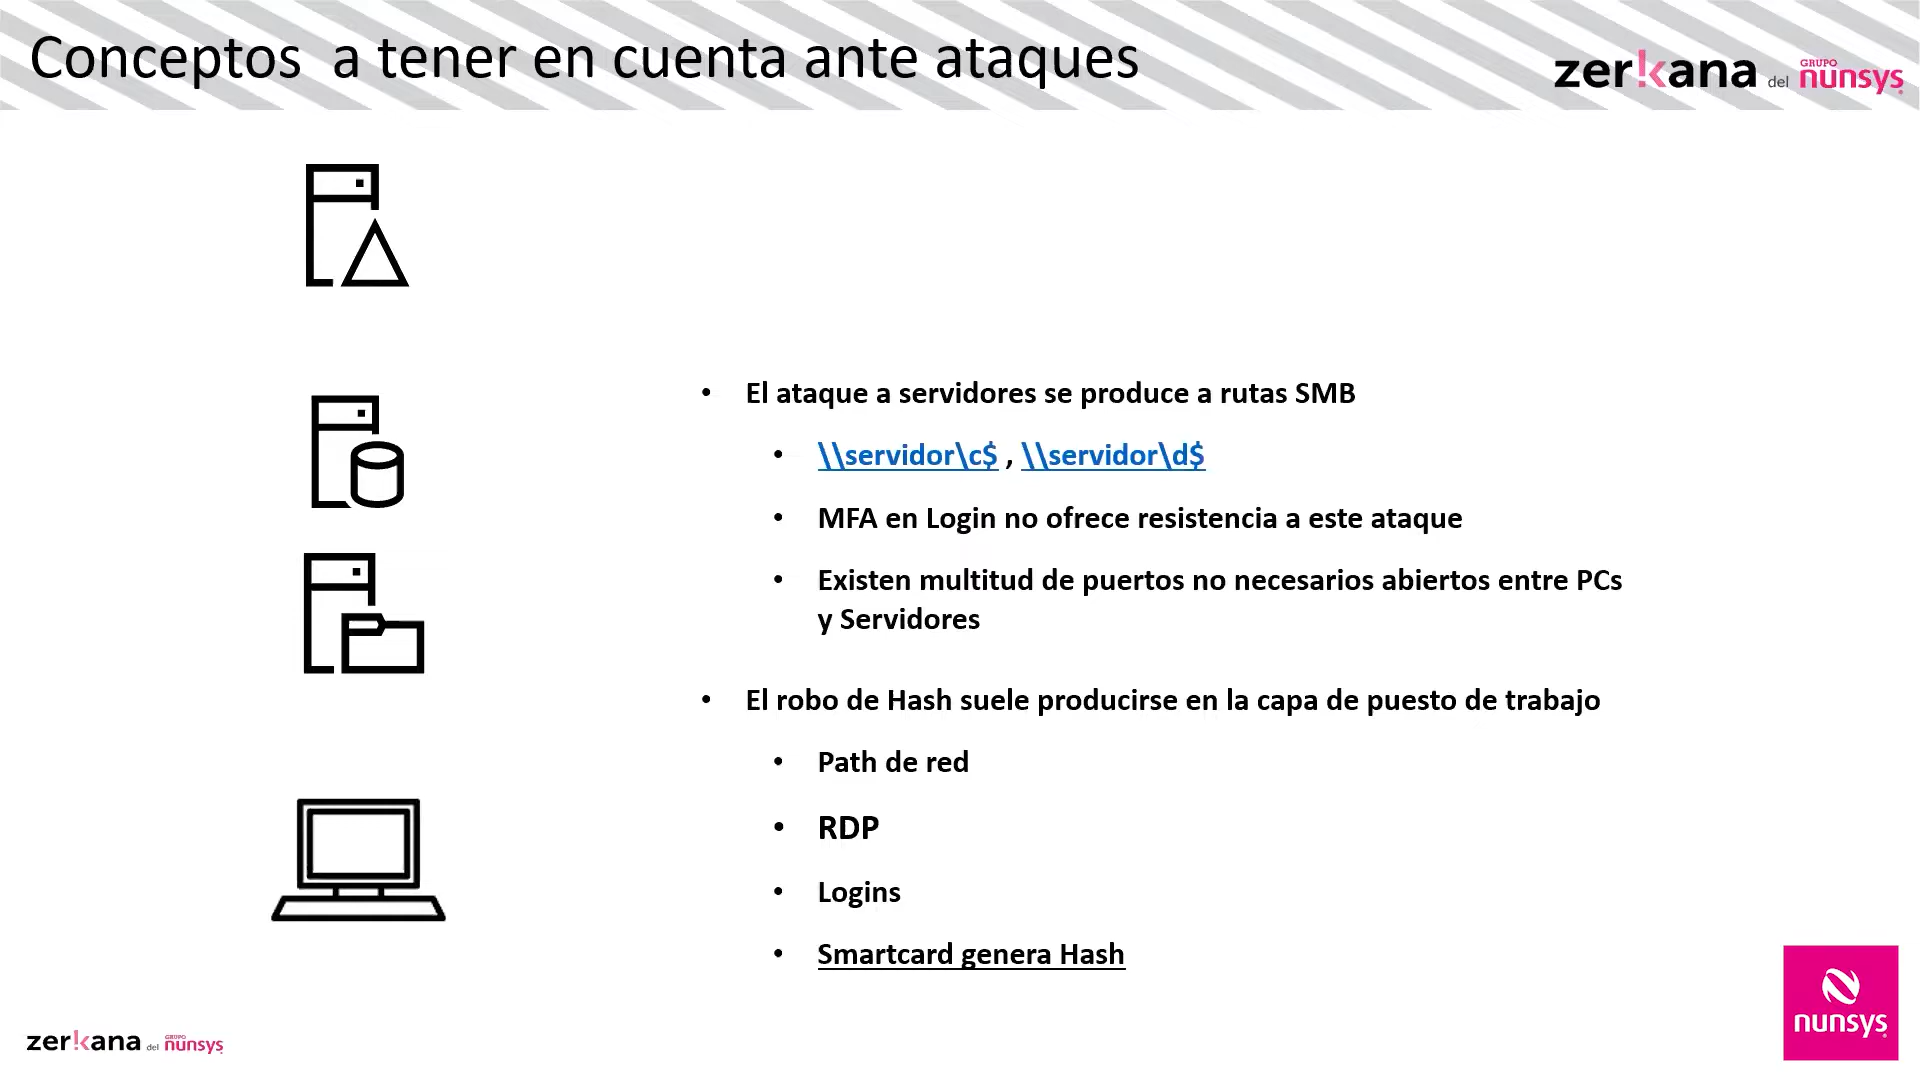 Conceptos  a tener en cuenta ante ataques
zer!kana del GRUPO nunsys
• El ataque a servidores se produce a rutas SMB
• \\servidor\c$ , \\servidor\d$
• MFA en Login no ofrece resistencia a este ataque
• Existen multitud de puertos no necesarios abiertos entre PCs
y Servidores
• El robo de Hash suele producirse en la capa de puesto de trabajo
• Path de red
• RDP
• Logins
• Smartcard genera Hash
nunsys
zer!kana del GRUPO nunsys